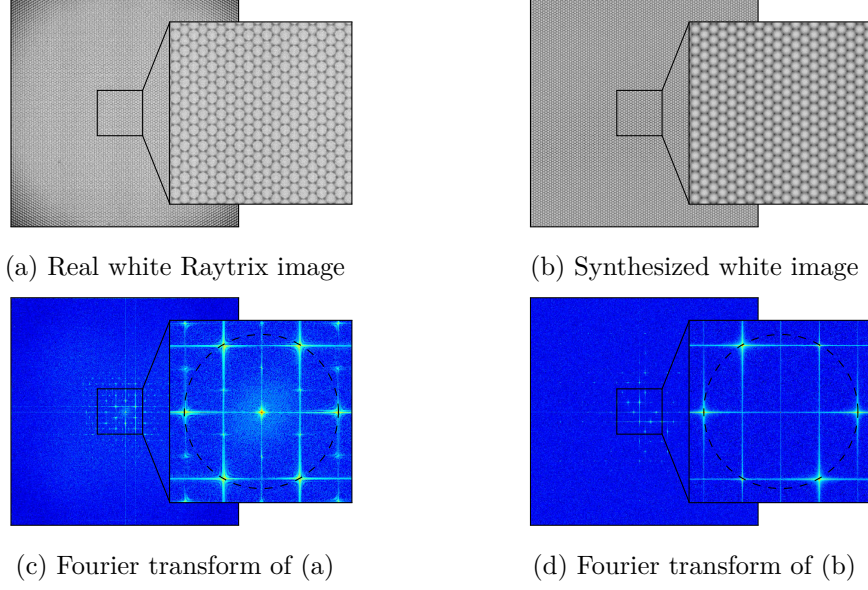 (a) Real white Raytrix image
(b) Synthesized white image
(c) Fourier transform of (a)
(d) Fourier transform of (b)